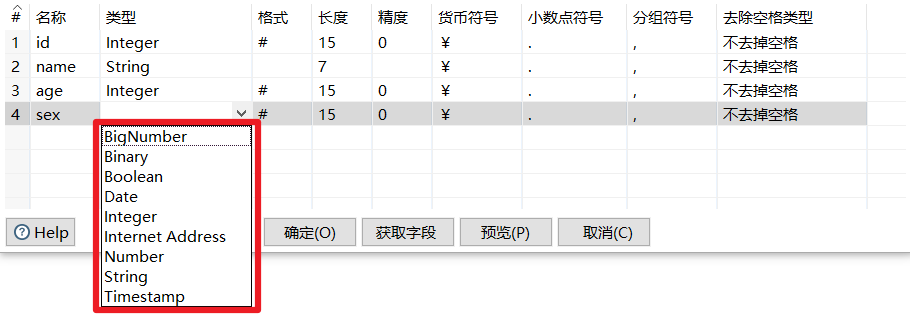 # 名称 类型 格式 长度 精度 货币符号 小数点符号 分组符号 去除空格类型
1 id Integer # 15 0 ¥ . , 不去掉空格
2 name String 7 ¥ . , 不去掉空格
3 age Integer # 15 0 ¥ . , 不去掉空格
4 sex # 15 0 ¥ . , 不去掉空格
BigNumber
Binary
Boolean
Date
Integer
Internet Address
Number
String
Timestamp
Help 确定(O) 获取字段 预览(P) 取消(C)